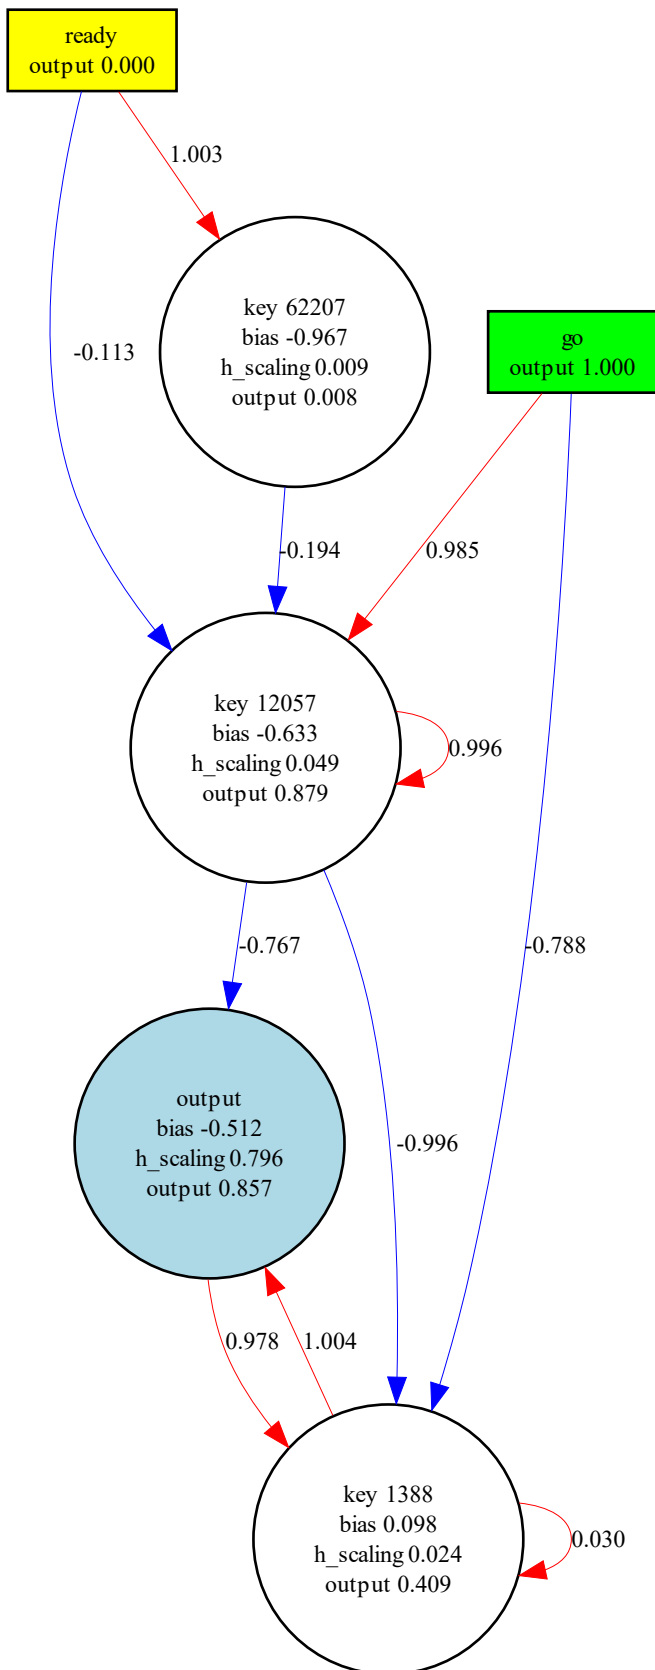 ready
output 0.000
1.003
key 62207
bias -0.967
h_scaling 0.009
output 0.008
go
output 1.000
-0.113
-0.194
0.985
key 12057
bias -0.633
h_scaling 0.049
output 0.879
0.996
-0.767
-0.788
output
bias -0.512
h_scaling 0.796
output 0.857
-0.996
0.978
1.004
key 1388
bias 0.098
h_scaling 0.024
output 0.409
0.030